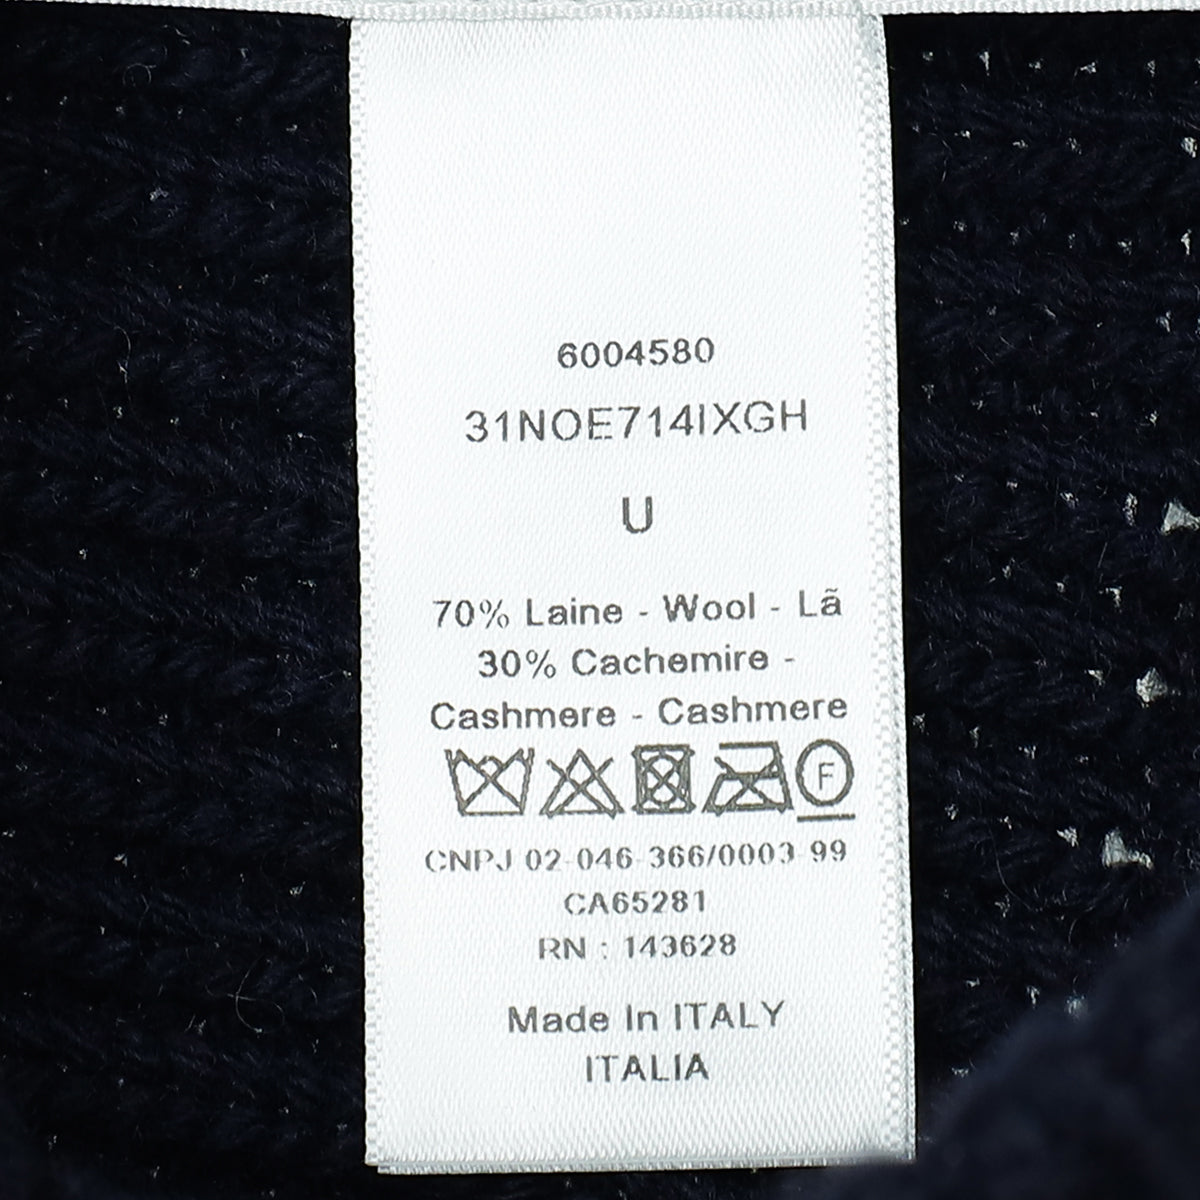 6004580
31NOE714IXGH
U
70% Laine - Wool - Lã
30% Cachemire -
Cashmere - Cashmere
F
CNPJ 02-046-366/0003-99
CA65281
RN : 143628
Made In ITALY
ITALIA